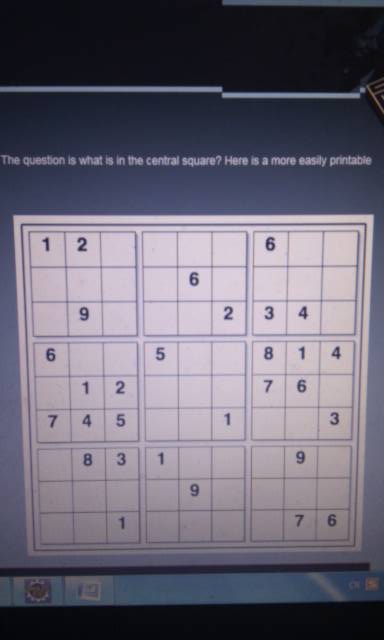 The question is what is in the central square? Here is a more easily printable
1 2 6
6
9 2 3 4
6 5 8 1 4
1 2 7 6
7 4 5 1 3
8 3 1 9
9
1 7 6